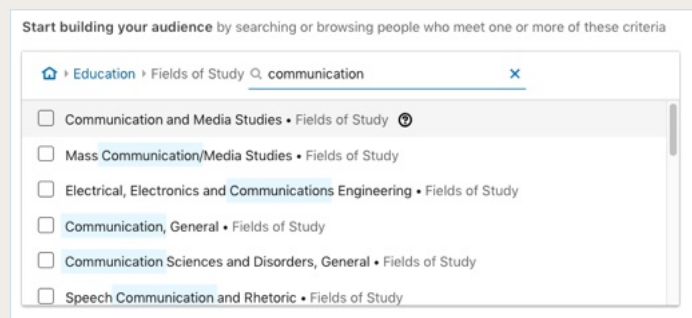 Start building your audience by searching or browsing people who meet one or more of these criteria
Education Fields of Study communication
Communication and Media Studies • Fields of Study
Mass Communication/Media Studies • Fields of Study
Electrical, Electronics and Communications Engineering • Fields of Study
Communication, General • Fields of Study
Communication Sciences and Disorders, General • Fields of Study
Speech Communication and Rhetoric • Fields of Study